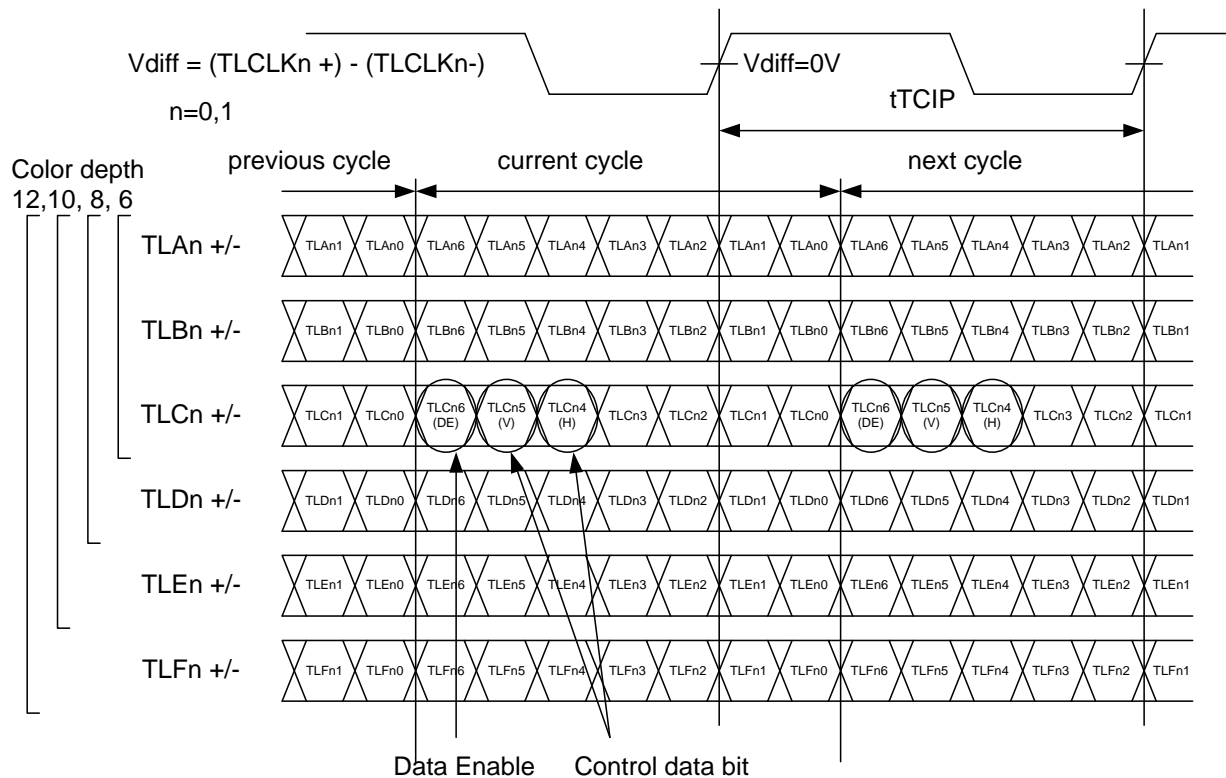 Vdiff = (TLCLKn +) - (TLCLKn-)
Vdiff=0V
n=0,1
tTCIP
previous cycle current cycle next cycle
Color depth
12,10, 8, 6
TLAn +/- TLAn1 TLAn0 TLAn6 TLAn5 TLAn4 TLAn3 TLAn2 TLAn1 TLAn0 TLAn6 TLAn5 TLAn4 TLAn3 TLAn2 TLAn1
TLBn +/- TLBn1 TLBn0 TLBn6 TLBn5 TLBn4 TLBn3 TLBn2 TLBn1 TLBn0 TLBn6 TLBn5 TLBn4 TLBn3 TLBn2 TLBn1
TLCn +/- TLCn1 TLCn0 TLCn6 (DE) TLCn5 (V) TLCn4 (H) TLCn3 TLCn2 TLCn1 TLCn0 TLCn6 (DE) TLCn5 (V) TLCn4 (H) TLCn3 TLCn2 TLCn1
TLDn +/- TLDn1 TLDn0 TLDn6 TLDn5 TLDn4 TLDn3 TLDn2 TLDn1 TLDn0 TLDn6 TLDn5 TLDn4 TLDn3 TLDn2 TLDn1
TLEn +/- TLEn1 TLEn0 TLEn6 TLEn5 TLEn4 TLEn3 TLEn2 TLEn1 TLEn0 TLEn6 TLEn5 TLEn4 TLEn3 TLEn2 TLEn1
TLFn +/- TLFn1 TLFn0 TLFn6 TLFn5 TLFn4 TLFn3 TLFn2 TLFn1 TLFn0 TLFn6 TLFn5 TLFn4 TLFn3 TLFn2 TLFn1
Data Enable Control data bit